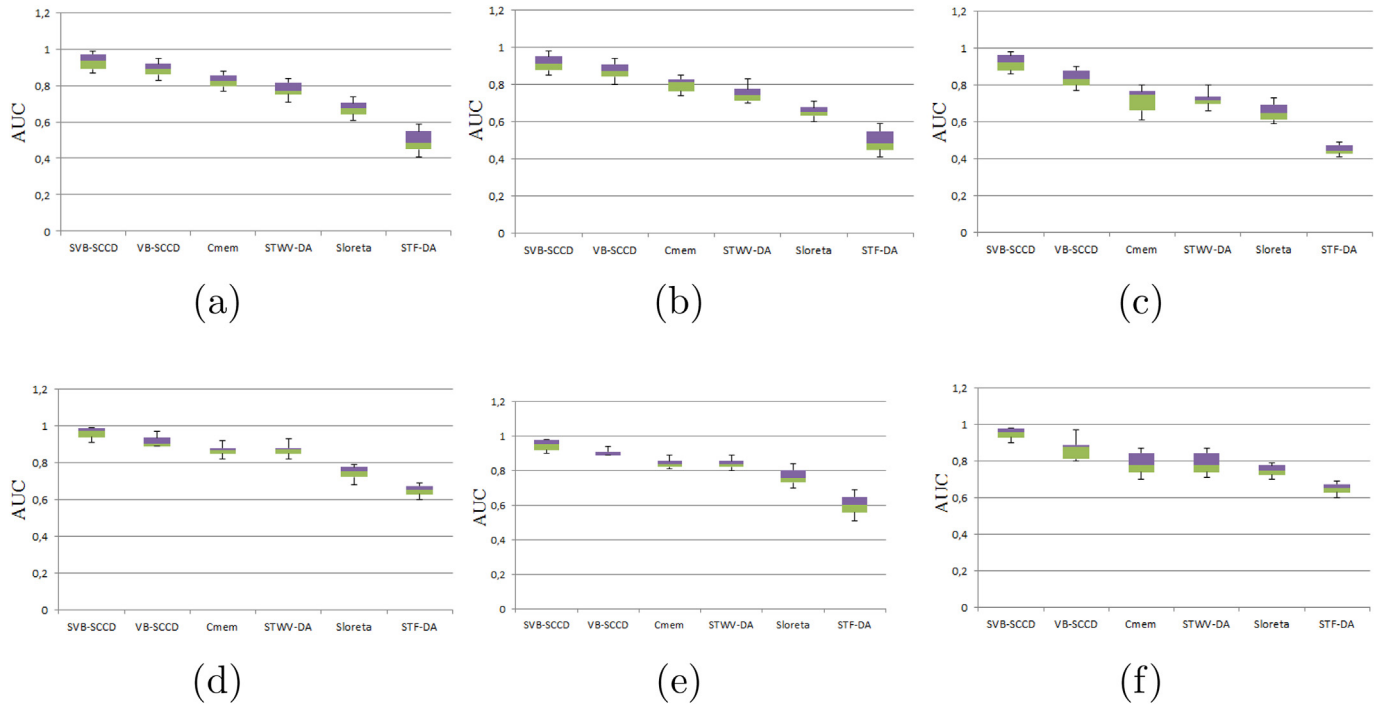 1,2
1
0,8
0,6
0,4
0,2
0
AUC
SVB-SCCD VB-SCCD Cmem STWV-DA Sloreta STF-DA
(a)
1,2
1
0,8
0,6
0,4
0,2
0
AUC
SVB-SCCD VB-SCCD Cmem STWV-DA Sloreta STF-DA
(b)
1,2
1
0,8
0,6
0,4
0,2
0
AUC
SVB-SCCD VB-SCCD Cmem STWV-DA Sloreta STF-DA
(c)
1,2
1
0,8
0,6
0,4
0,2
0
AUC
SVB-SCCD VB-SCCD Cmem STWV-DA Sloreta STF-DA
(d)
1,2
1
0,8
0,6
0,4
0,2
0
AUC
SVB-SCCD VB-SCCD Cmem STWV-DA Sloreta STF-DA
(e)
1,2
1
0,8
0,6
0,4
0,2
0
AUC
SVB-SCCD VB-SCCD Cmem STWV-DA Sloreta STF-DA
(f)